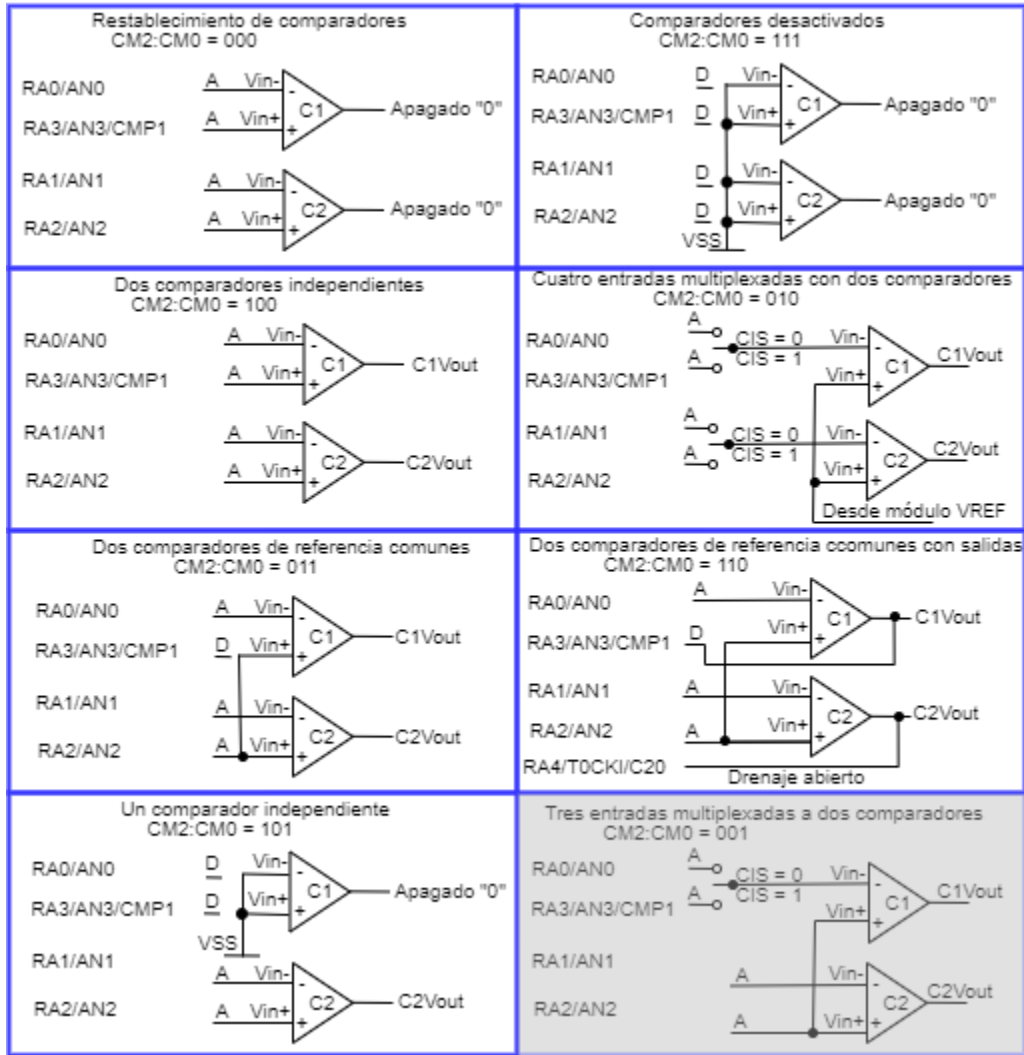 Restablecimiento de comparadores
CM2:CM0 = 000
RA0/AN0
A Vin-
RA3/AN3/CMP1
A Vin+
- + C1
Apagado "0"
RA1/AN1
A Vin-
RA2/AN2
A Vin+
- + C2
Apagado "0"
Comparadores desactivados
CM2:CM0 = 111
RA0/AN0
D Vin-
RA3/AN3/CMP1
D Vin+
- + C1
Apagado "0"
RA1/AN1
D Vin-
RA2/AN2
D Vin+
- + C2
Apagado "0"
VSS
Dos comparadores independientes
CM2:CM0 = 100
RA0/AN0
A Vin-
RA3/AN3/CMP1
A Vin+
- + C1
C1Vout
RA1/AN1
A Vin-
RA2/AN2
A Vin+
- + C2
C2Vout
Cuatro entradas multiplexadas con dos comparadores
CM2:CM0 = 010
RA0/AN0
A
CIS = 0 Vin-
RA3/AN3/CMP1
A
CIS = 1
Vin+
- + C1
C1Vout
RA1/AN1
A
CIS = 0 Vin-
RA2/AN2
A
CIS = 1
Vin+
- + C2
C2Vout
Desde módulo VREF
Dos comparadores de referencia comunes
CM2:CM0 = 011
RA0/AN0
A Vin-
RA3/AN3/CMP1
D Vin+
- + C1
C1Vout
RA1/AN1
A Vin-
RA2/AN2
A Vin+
- + C2
C2Vout
Dos comparadores de referencia ccomunes con salidas
CM2:CM0 = 110
RA0/AN0
A Vin-
RA3/AN3/CMP1
D Vin+
- + C1
C1Vout
RA1/AN1
A Vin-
RA2/AN2
A Vin+
- + C2
C2Vout
RA4/T0CKI/C20
Drenaje abierto
Un comparador independiente
CM2:CM0 = 101
RA0/AN0
D Vin-
RA3/AN3/CMP1
D Vin+
- + C1
Apagado "0"
VSS
RA1/AN1
A Vin-
RA2/AN2
A Vin+
- + C2
C2Vout
Tres entradas multiplexadas a dos comparadores
CM2:CM0 = 001
RA0/AN0
A
CIS = 0 Vin-
RA3/AN3/CMP1
A
CIS = 1
Vin+
- + C1
C1Vout
RA1/AN1
A Vin-
RA2/AN2
A Vin+
- + C2
C2Vout